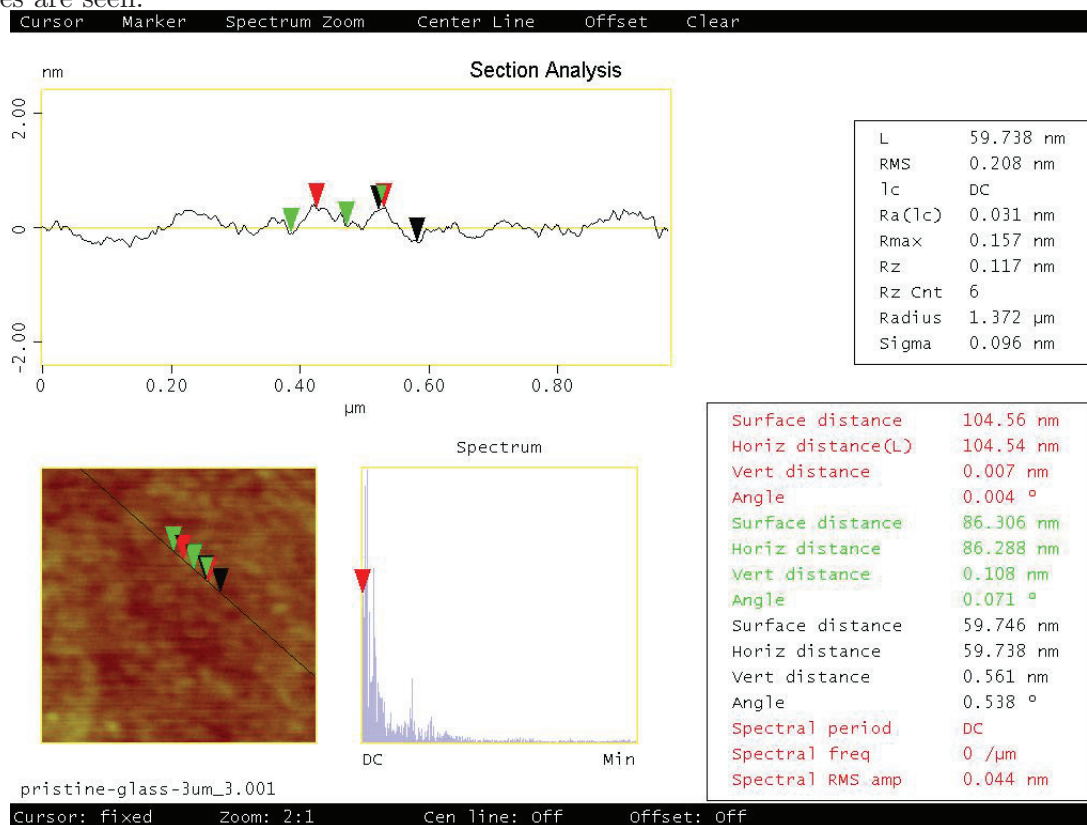 es are seen.
Cursor Marker Spectrum Zoom Center Line Offset Clear
nm
Section Analysis
2.00
0
-2.00
0 0.20 0.40 0.60 0.80
µm
L 59.738 nm
RMS 0.208 nm
lc DC
Ra(lc) 0.031 nm
Rmax 0.157 nm
Rz 0.117 nm
Rz Cnt 6
Radius 1.372 µm
Sigma 0.096 nm
Surface distance 104.56 nm
Horiz distance(L) 104.54 nm
Vert distance 0.007 nm
Angle 0.004 °
Surface distance 86.306 nm
Horiz distance 86.288 nm
Vert distance 0.108 nm
Angle 0.071 °
Surface distance 59.746 nm
Horiz distance 59.738 nm
Vert distance 0.561 nm
Angle 0.538 °
Spectral period DC
Spectral freq 0 /µm
Spectral RMS amp 0.044 nm
Spectrum
DC Min
pristine-glass-3um_3.001
Cursor: fixed Zoom: 2:1 Cen line: Off Offset: Off